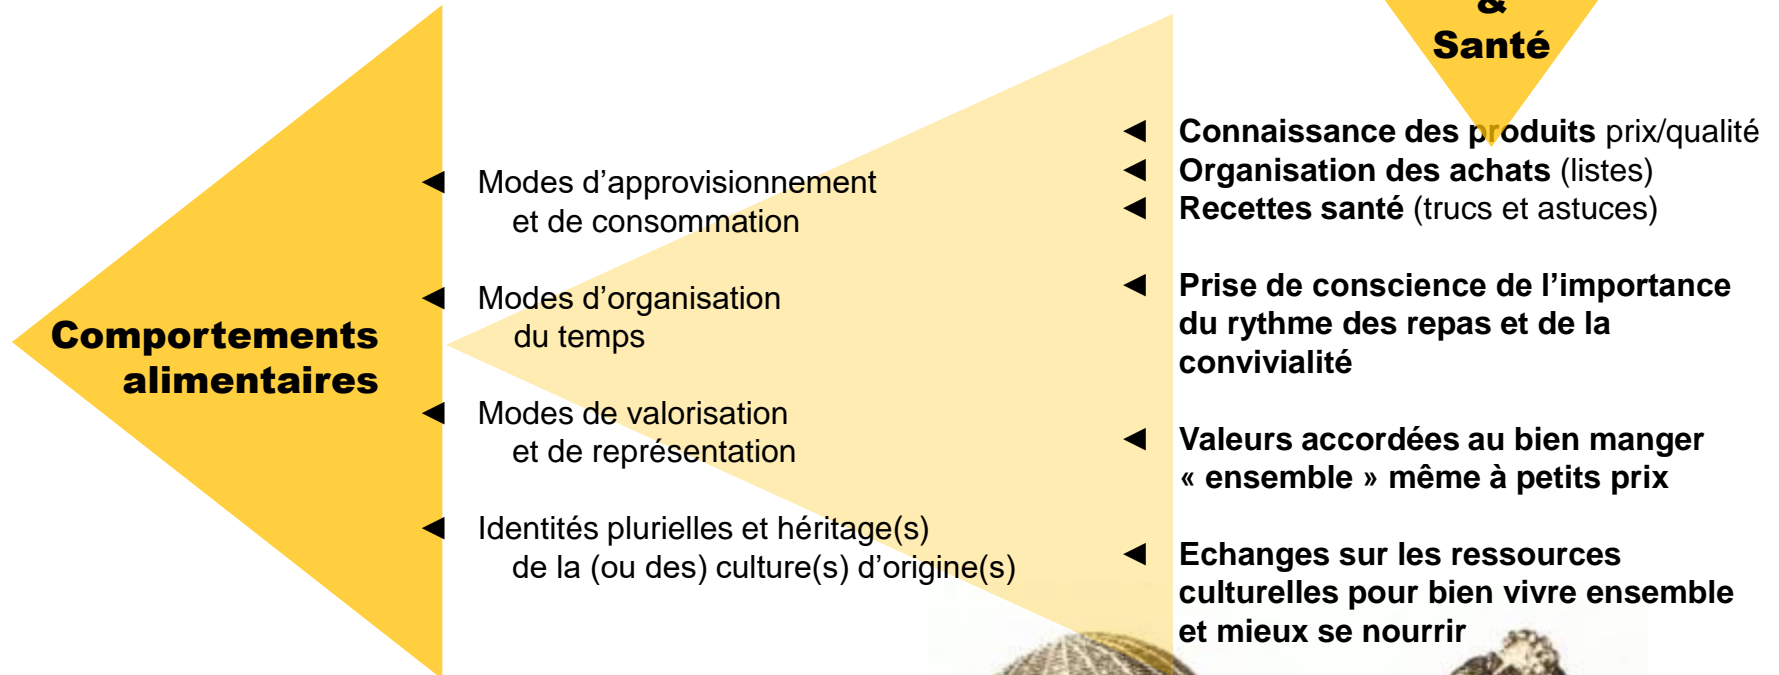 &
Santé
Comportements
alimentaires
◄ Modes d’approvisionnement
et de consommation
◄ Modes d’organisation
du temps
◄ Modes de valorisation
et de représentation
◄ Identités plurielles et héritage(s)
de la (ou des) culture(s) d’origine(s)
◄ Connaissance des produits prix/qualité
◄ Organisation des achats (listes)
◄ Recettes santé (trucs et astuces)
◄ Prise de conscience de l’importance
du rythme des repas et de la
convivialité
◄ Valeurs accordées au bien manger
« ensemble » même à petits prix
◄ Echanges sur les ressources
culturelles pour bien vivre ensemble
et mieux se nourrir